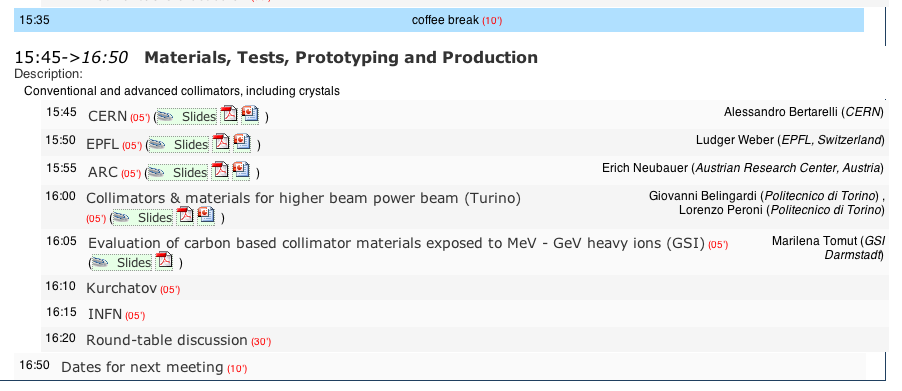 15:35 coffee break (10')
15:45->16:50 Materials, Tests, Prototyping and Production
Description:
Conventional and advanced collimators, including crystals
15:45 CERN (05') ( Slides ) Alessandro Bertarelli (CERN)
15:50 EPFL (05') ( Slides ) Ludger Weber (EPFL, Switzerland)
15:55 ARC (05') ( Slides ) Erich Neubauer (Austrian Research Center, Austria)
16:00 Collimators & materials for higher beam power beam (Turino) Giovanni Belingardi (Politecnico di Torino) ,
(05') ( Slides ) Lorenzo Peroni (Politecnico di Torino)
16:05 Evaluation of carbon based collimator materials exposed to MeV - GeV heavy ions (GSI) (05') Marilena Tomut (GSI
( Slides ) Darmstadt)
16:10 Kurchatov (05')
16:15 INFN (05')
16:20 Round-table discussion (30')
16:50 Dates for next meeting (10')